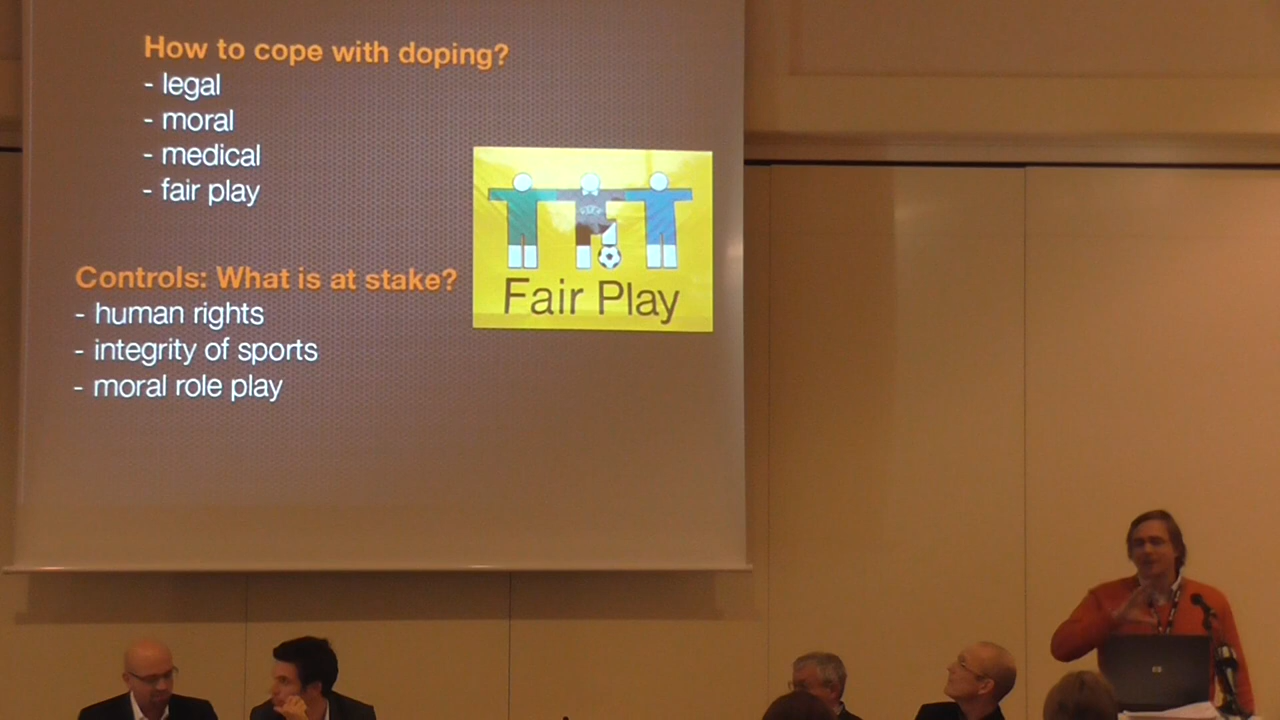 How to cope with doping?
- legal
- moral
- medical
- fair play
Fair Play
Controls: What is at stake?
- human rights
- integrity of sports
- moral role play